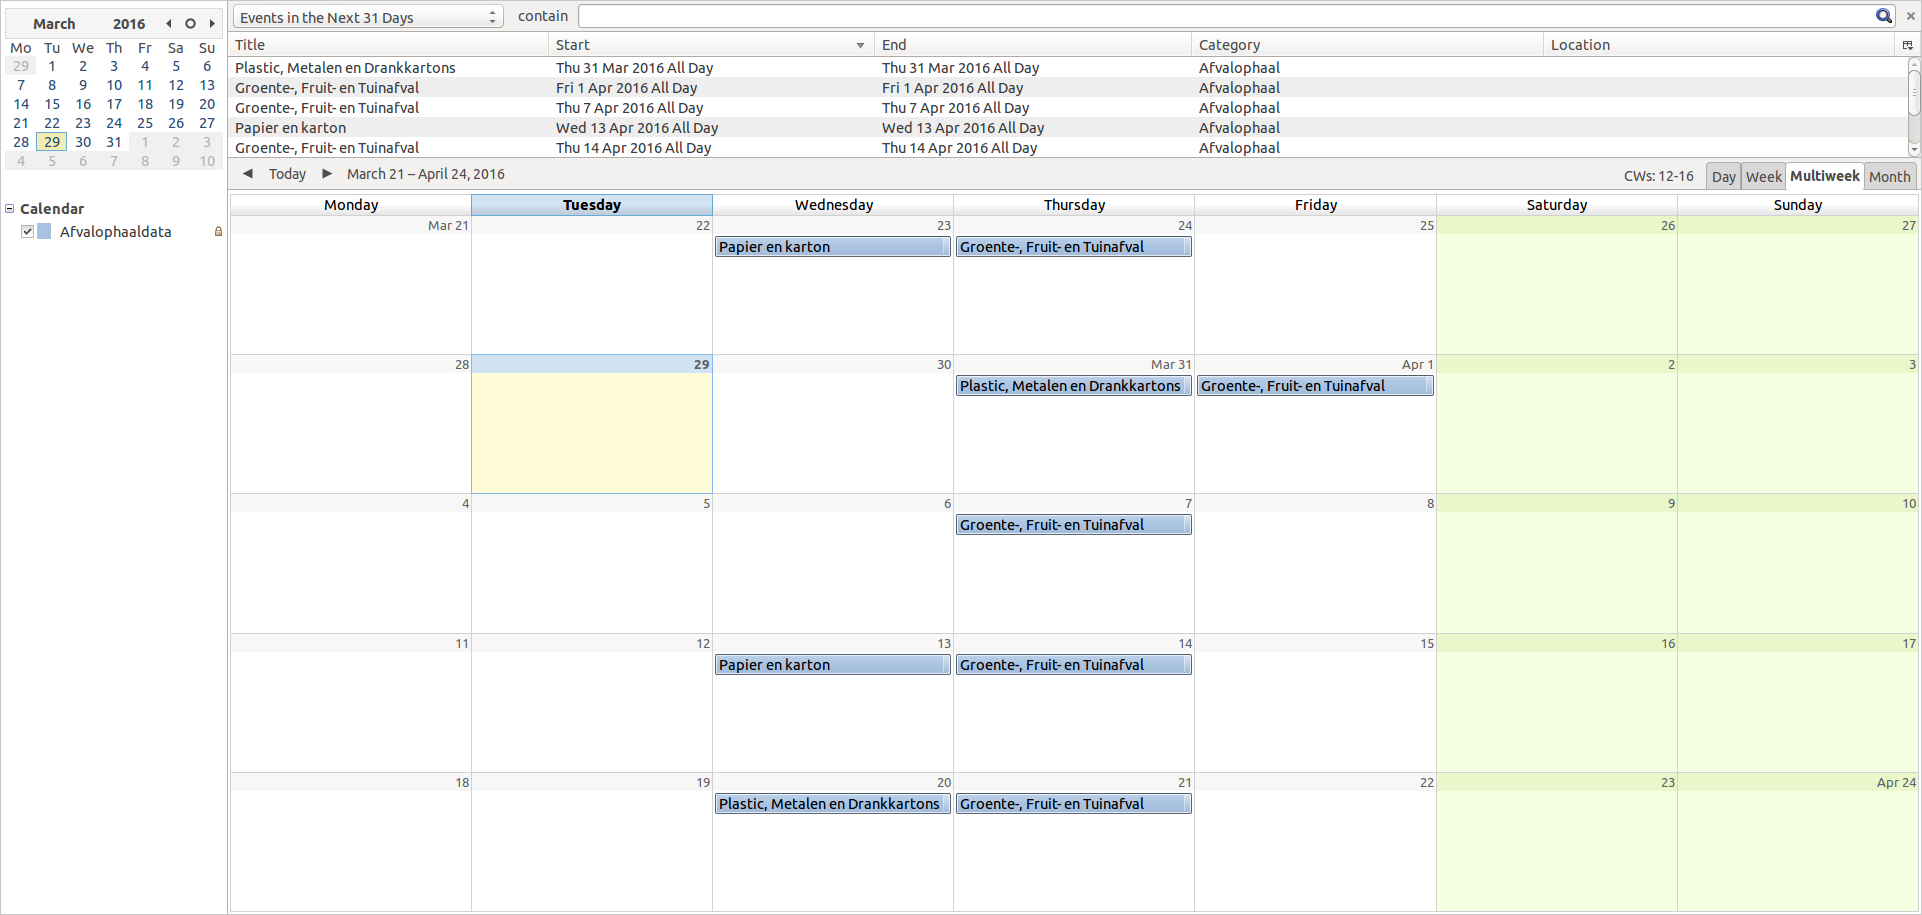 March 2016
Mo Tu We Th Fr Sa Su
29 1 2 3 4 5 6
7 8 9 10 11 12 13
14 15 16 17 18 19 20
21 22 23 24 25 26 27
28 29 30 31 1 2 3
4 5 6 7 8 9 10
Calendar
Afvalophaaldata
Events in the Next 31 Days contain
Title Start End Category Location
Plastic, Metalen en Drankkartons Thu 31 Mar 2016 All Day Thu 31 Mar 2016 All Day Afvalophaal
Groente-, Fruit- en Tuinafval Fri 1 Apr 2016 All Day Fri 1 Apr 2016 All Day Afvalophaal
Groente-, Fruit- en Tuinafval Thu 7 Apr 2016 All Day Thu 7 Apr 2016 All Day Afvalophaal
Papier en karton Wed 13 Apr 2016 All Day Wed 13 Apr 2016 All Day Afvalophaal
Groente-, Fruit- en Tuinafval Thu 14 Apr 2016 All Day Thu 14 Apr 2016 All Day Afvalophaal
Today March 21 – April 24, 2016 CWs: 12-16 Day Week Multiweek Month
Monday Tuesday Wednesday Thursday Friday Saturday Sunday
Mar 21 22 23 24 25 26 27
Papier en karton Groente-, Fruit- en Tuinafval
28 29 30 Mar 31 Apr 1 2 3
Plastic, Metalen en Drankkartons Groente-, Fruit- en Tuinafval
4 5 6 7 8 9 10
Groente-, Fruit- en Tuinafval
11 12 13 14 15 16 17
Papier en karton Groente-, Fruit- en Tuinafval
18 19 20 21 22 23 Apr 24
Plastic, Metalen en Drankkartons Groente-, Fruit- en Tuinafval